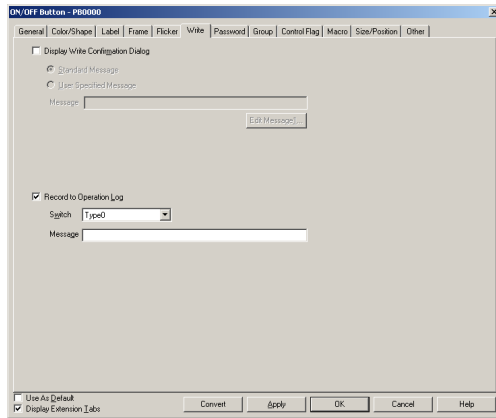 ON/OFF Button - PB0000
General Color/Shape Label Frame Flicker Write Password Group Control Flag Macro Size/Position Other
Display Write Confirmation Dialog
Standard Message
User Specified Message
Message
Edit Message]...
Record to Operation Log
Switch Type0
Message
Use As Default
Display Extension Tabs
Convert Apply OK Cancel Help